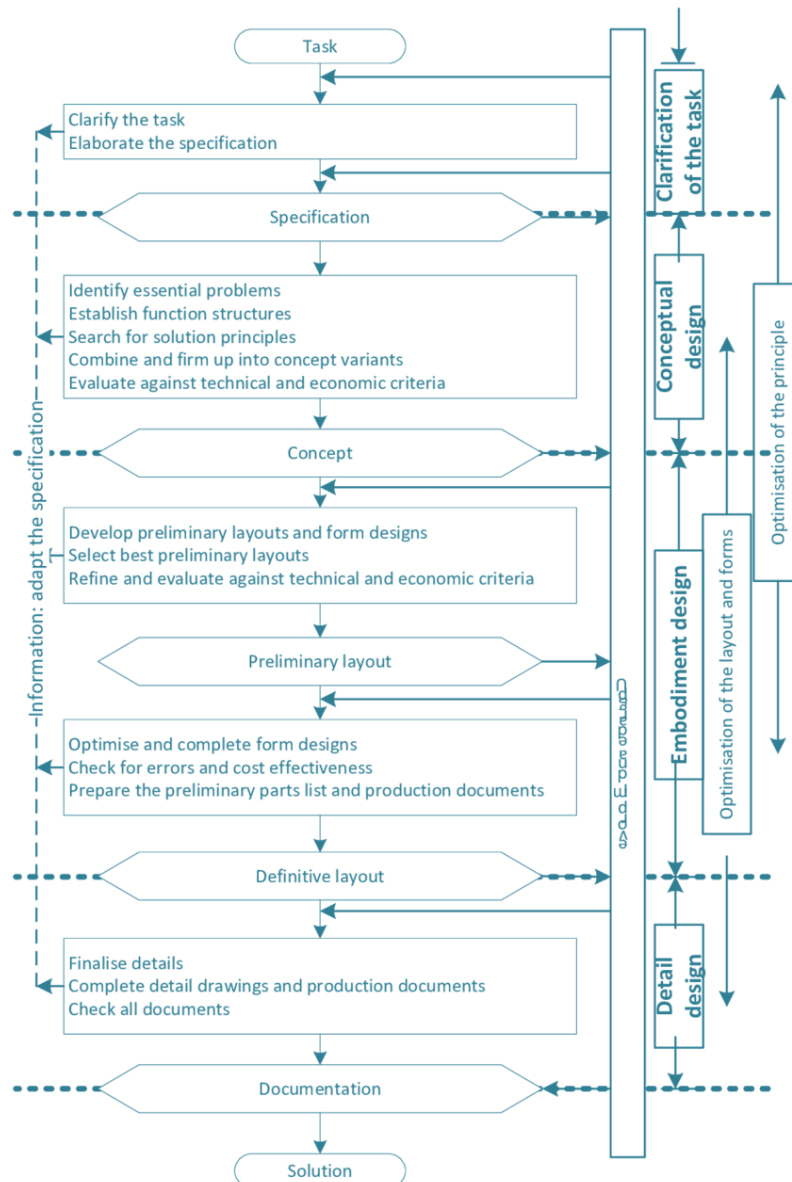 Task
Clarify the task
Elaborate the specification
Specification
Identify essential problems
Establish function structures
Search for solution principles
Combine and firm up into concept variants
Evaluate against technical and economic criteria
Concept
Develop preliminary layouts and form designs
Select best preliminary layouts
Refine and evaluate against technical and economic criteria
Preliminary layout
Optimise and complete form designs
Check for errors and cost effectiveness
Prepare the preliminary parts list and production documents
Definitive layout
Finalise details
Complete detail drawings and production documents
Check all documents
Documentation
Solution
Information: adapt the specification
Upgrade and improve
Clarification
of the task
Conceptual
design
Embodiment design
Detail
design
Optimisation of the layout and forms
Optimisation of the principle